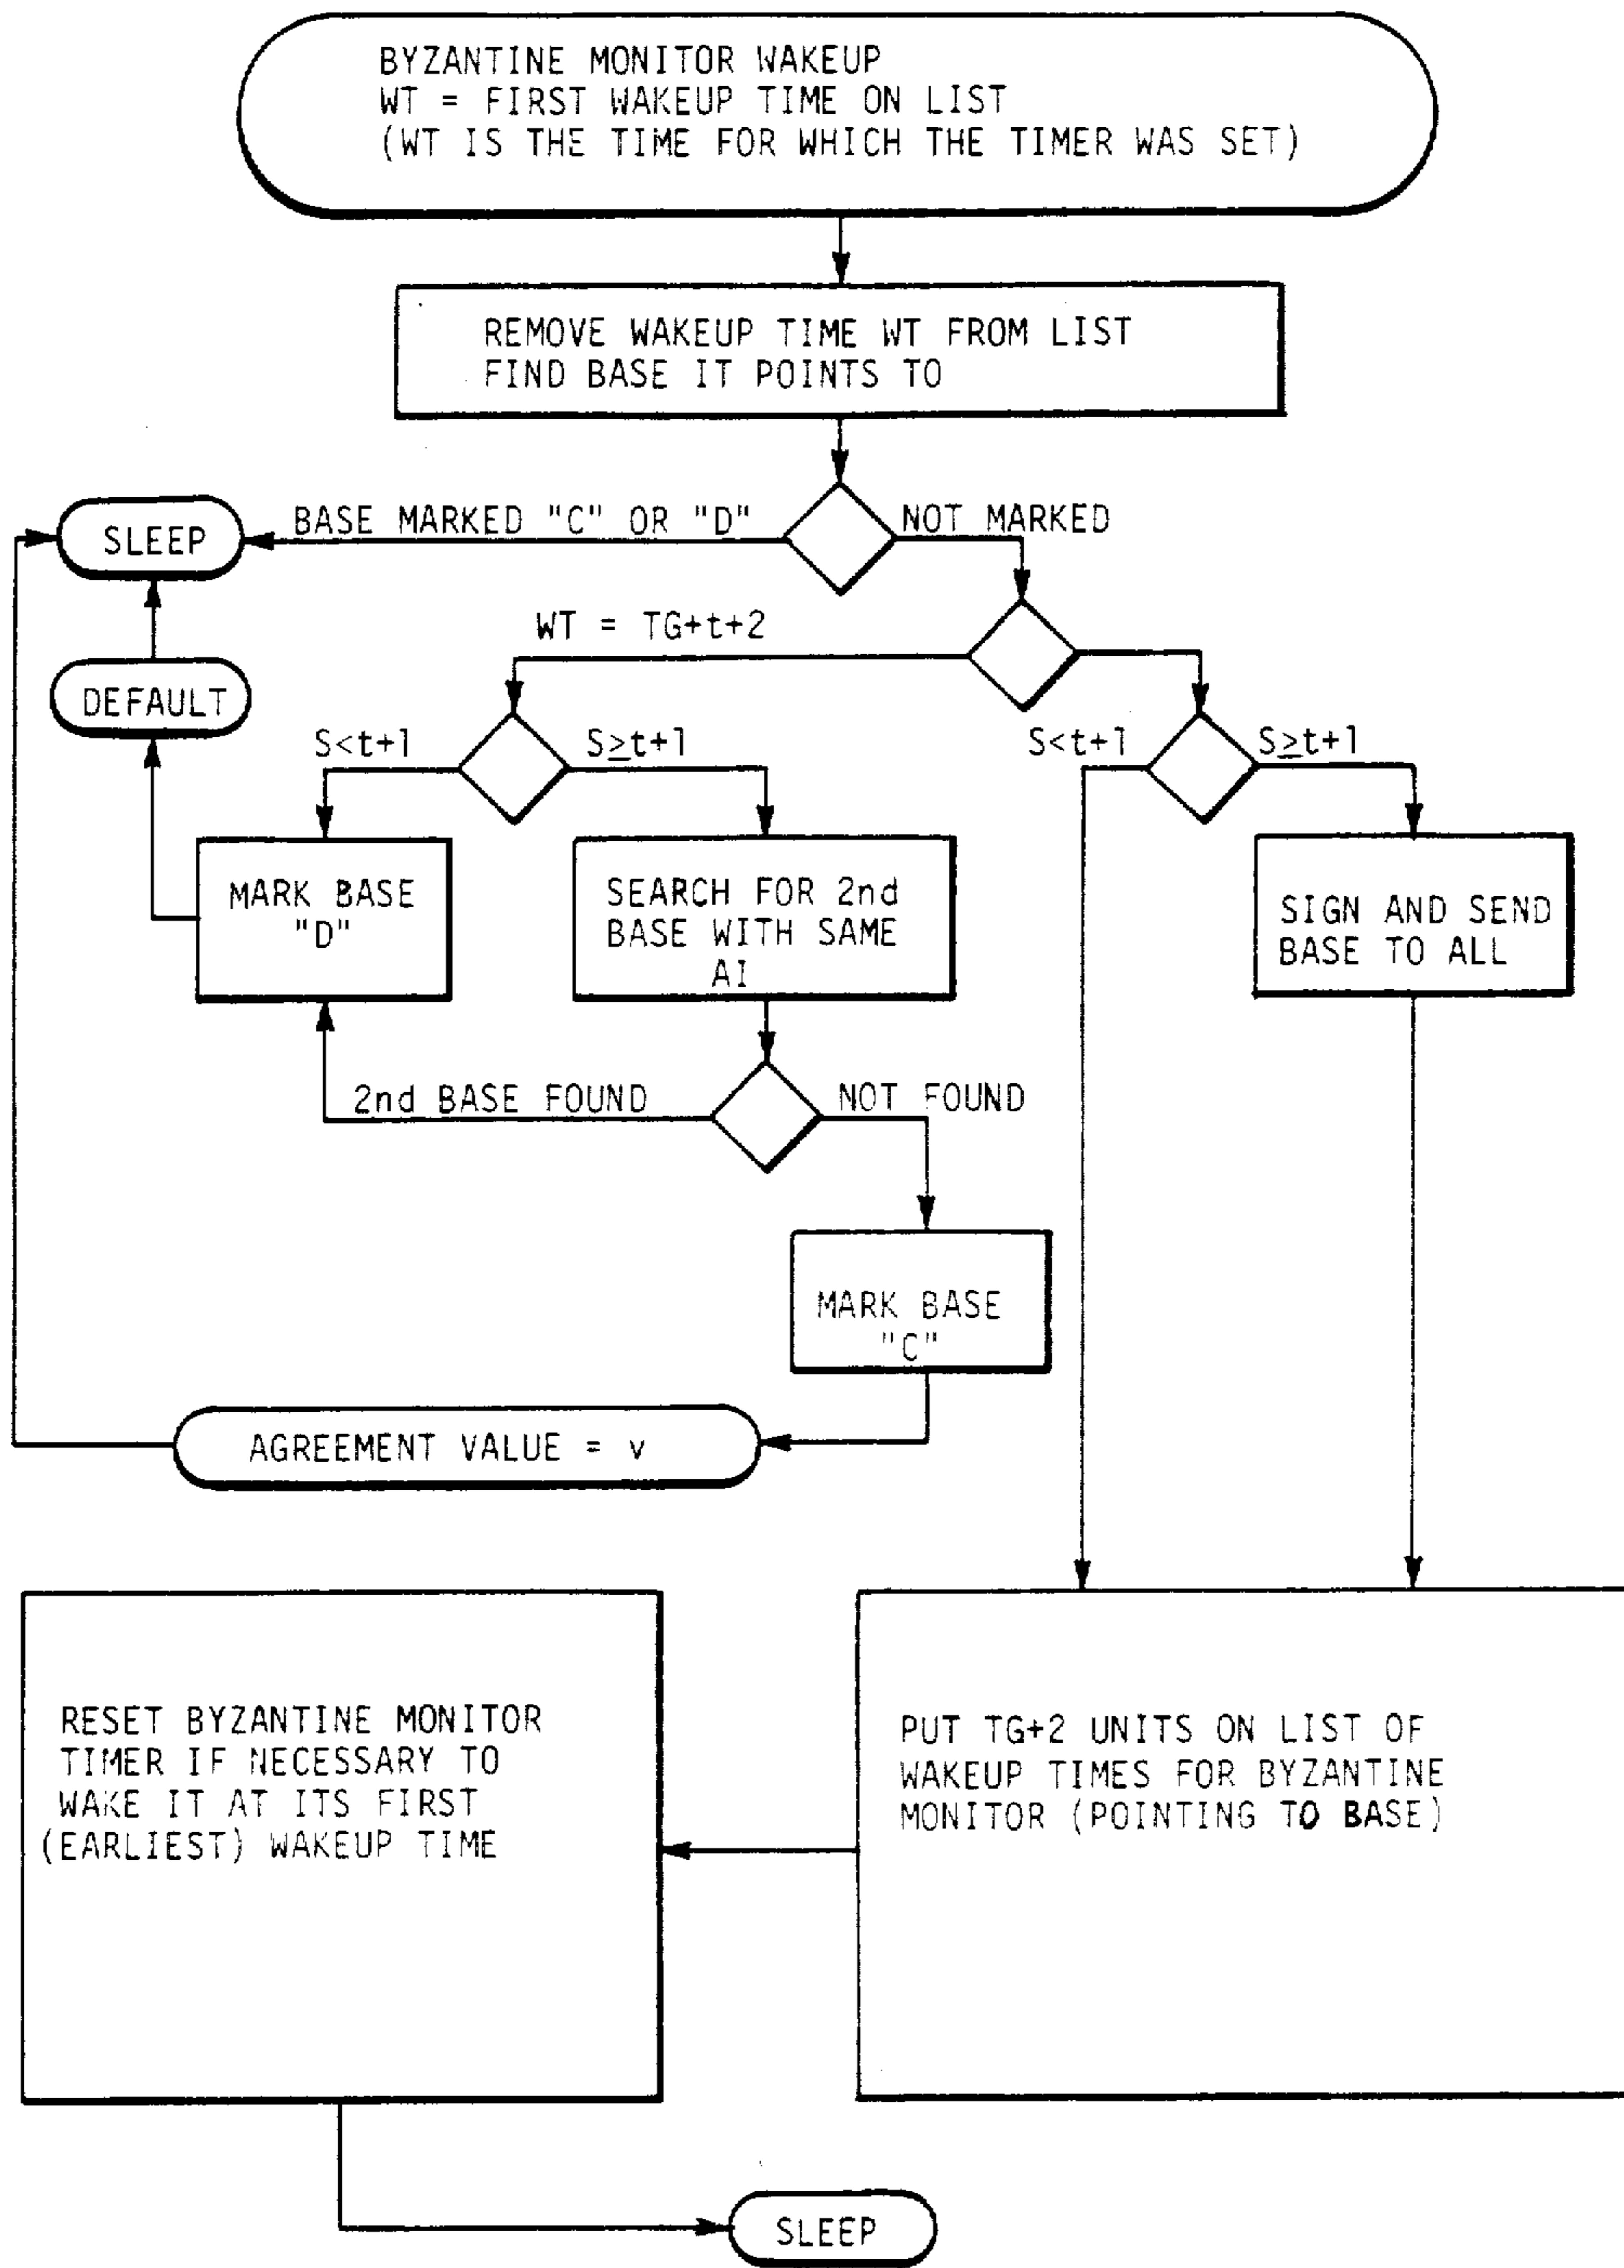 BYZANTINE MONITOR WAKEUP
WT = FIRST WAKEUP TIME ON LIST
(WT IS THE TIME FOR WHICH THE TIMER WAS SET)
REMOVE WAKEUP TIME WT FROM LIST
FIND BASE IT POINTS TO
BASE MARKED "C" OR "D"
NOT MARKED
SLEEP
WT = TG+t+2
DEFAULT
S<t+1
S≥t+1
S<t+1
S≥t+1
MARK BASE
"D"
SEARCH FOR 2nd
BASE WITH SAME
AI
SIGN AND SEND
BASE TO ALL
2nd BASE FOUND
NOT FOUND
MARK BASE
"C"
AGREEMENT VALUE = v
RESET BYZANTINE MONITOR
TIMER IF NECESSARY TO
WAKE IT AT ITS FIRST
(EARLIEST) WAKEUP TIME
PUT TG+2 UNITS ON LIST OF
WAKEUP TIMES FOR BYZANTINE
MONITOR (POINTING TO BASE)
SLEEP